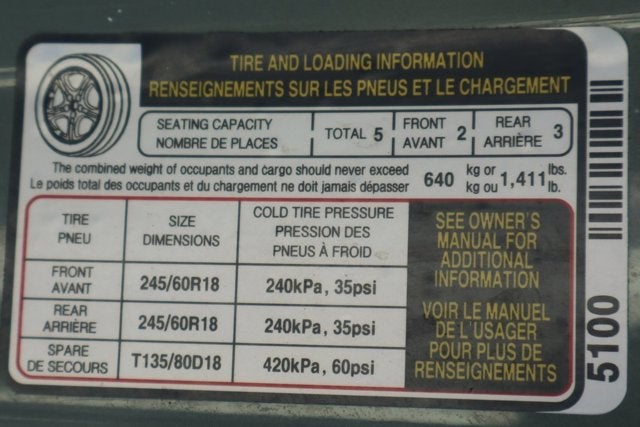 TIRE AND LOADING INFORMATION
RENSEIGNEMENTS SUR LES PNEUS ET LE CHARGEMENT
SEATING CAPACITY
NOMBRE DE PLACES
TOTAL 5
FRONT
AVANT 2
REAR
ARRIÈRE 3
The combined weight of occupants and cargo should never exceed
Le poids total des occupants et du chargement ne doit jamais dépasser
640 kg or
kg ou 1,411 lbs.
lb.
TIRE
PNEU
SIZE
DIMENSIONS
COLD TIRE PRESSURE
PRESSION DES
PNEUS À FROID
FRONT
AVANT
245/60R18
240kPa, 35psi
REAR
ARRIÈRE
245/60R18
240kPa, 35psi
SPARE
DE SECOURS
T135/80D18
420kPa, 60psi
SEE OWNER'S
MANUAL FOR
ADDITIONAL
INFORMATION
VOIR LE MANUEL
DE L'USAGER
POUR PLUS DE
RENSEIGNEMENTS
5100